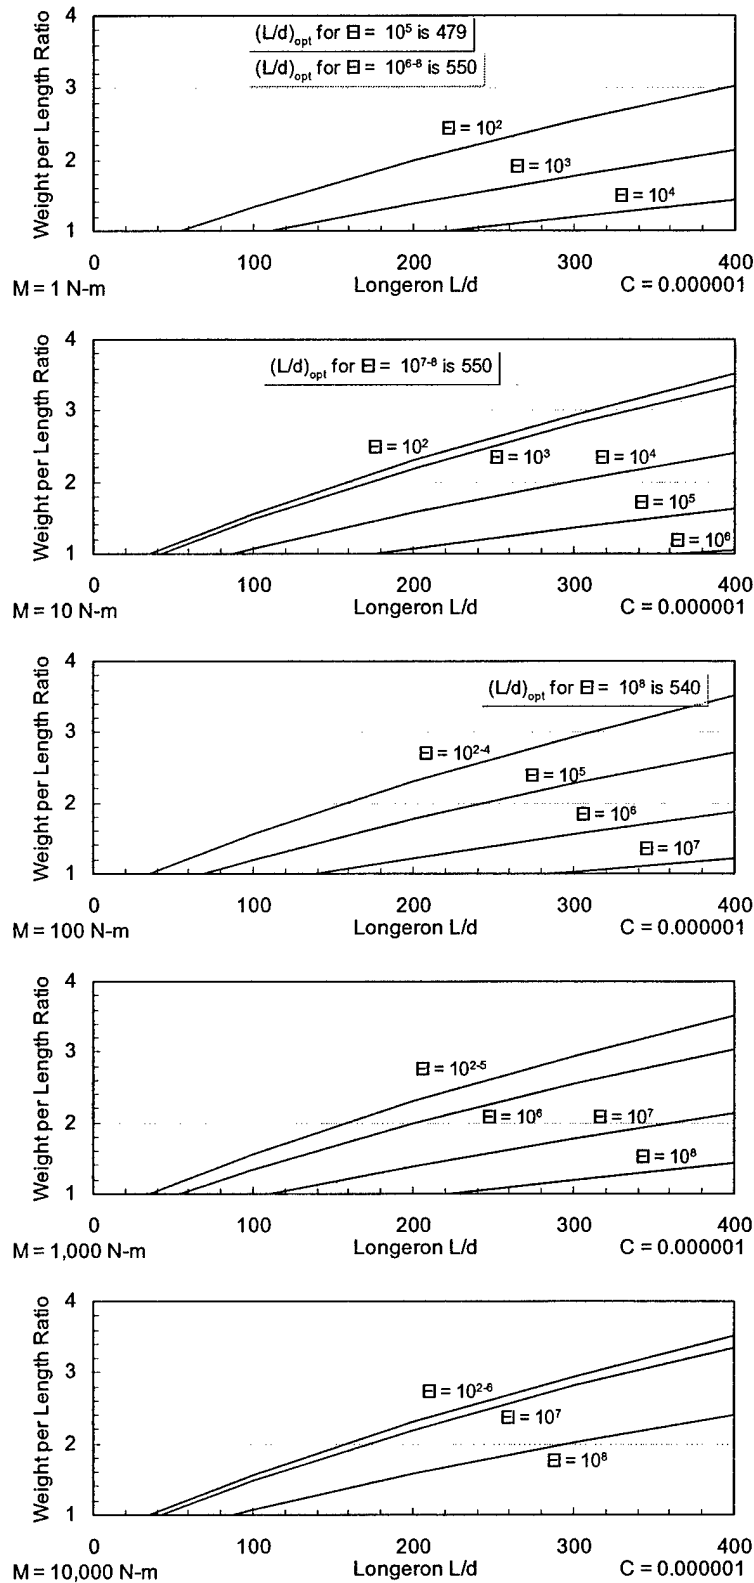 (L/d)opt for EI = 10⁵ is 479
(L/d)opt for EI = 10⁶⁻⁸ is 550
Weight per Length Ratio
4
3
2
1
EI = 10²
EI = 10³
EI = 10⁴
0 100 200 300 400
M = 1 N-m Longeron L/d C = 0.000001
(L/d)opt for EI = 10⁷⁻⁸ is 550
Weight per Length Ratio
4
3
2
1
EI = 10²
EI = 10³
EI = 10⁴
EI = 10⁵
EI = 10⁶
0 100 200 300 400
M = 10 N-m Longeron L/d C = 0.000001
(L/d)opt for EI = 10⁸ is 540
Weight per Length Ratio
4
3
2
1
EI = 10²⁻⁴
EI = 10⁵
EI = 10⁶
EI = 10⁷
0 100 200 300 400
M = 100 N-m Longeron L/d C = 0.000001
Weight per Length Ratio
4
3
2
1
EI = 10²⁻⁵
EI = 10⁶
EI = 10⁷
EI = 10⁸
0 100 200 300 400
M = 1,000 N-m Longeron L/d C = 0.000001
Weight per Length Ratio
4
3
2
1
EI = 10²⁻⁶
EI = 10⁷
EI = 10⁸
0 100 200 300 400
M = 10,000 N-m Longeron L/d C = 0.000001